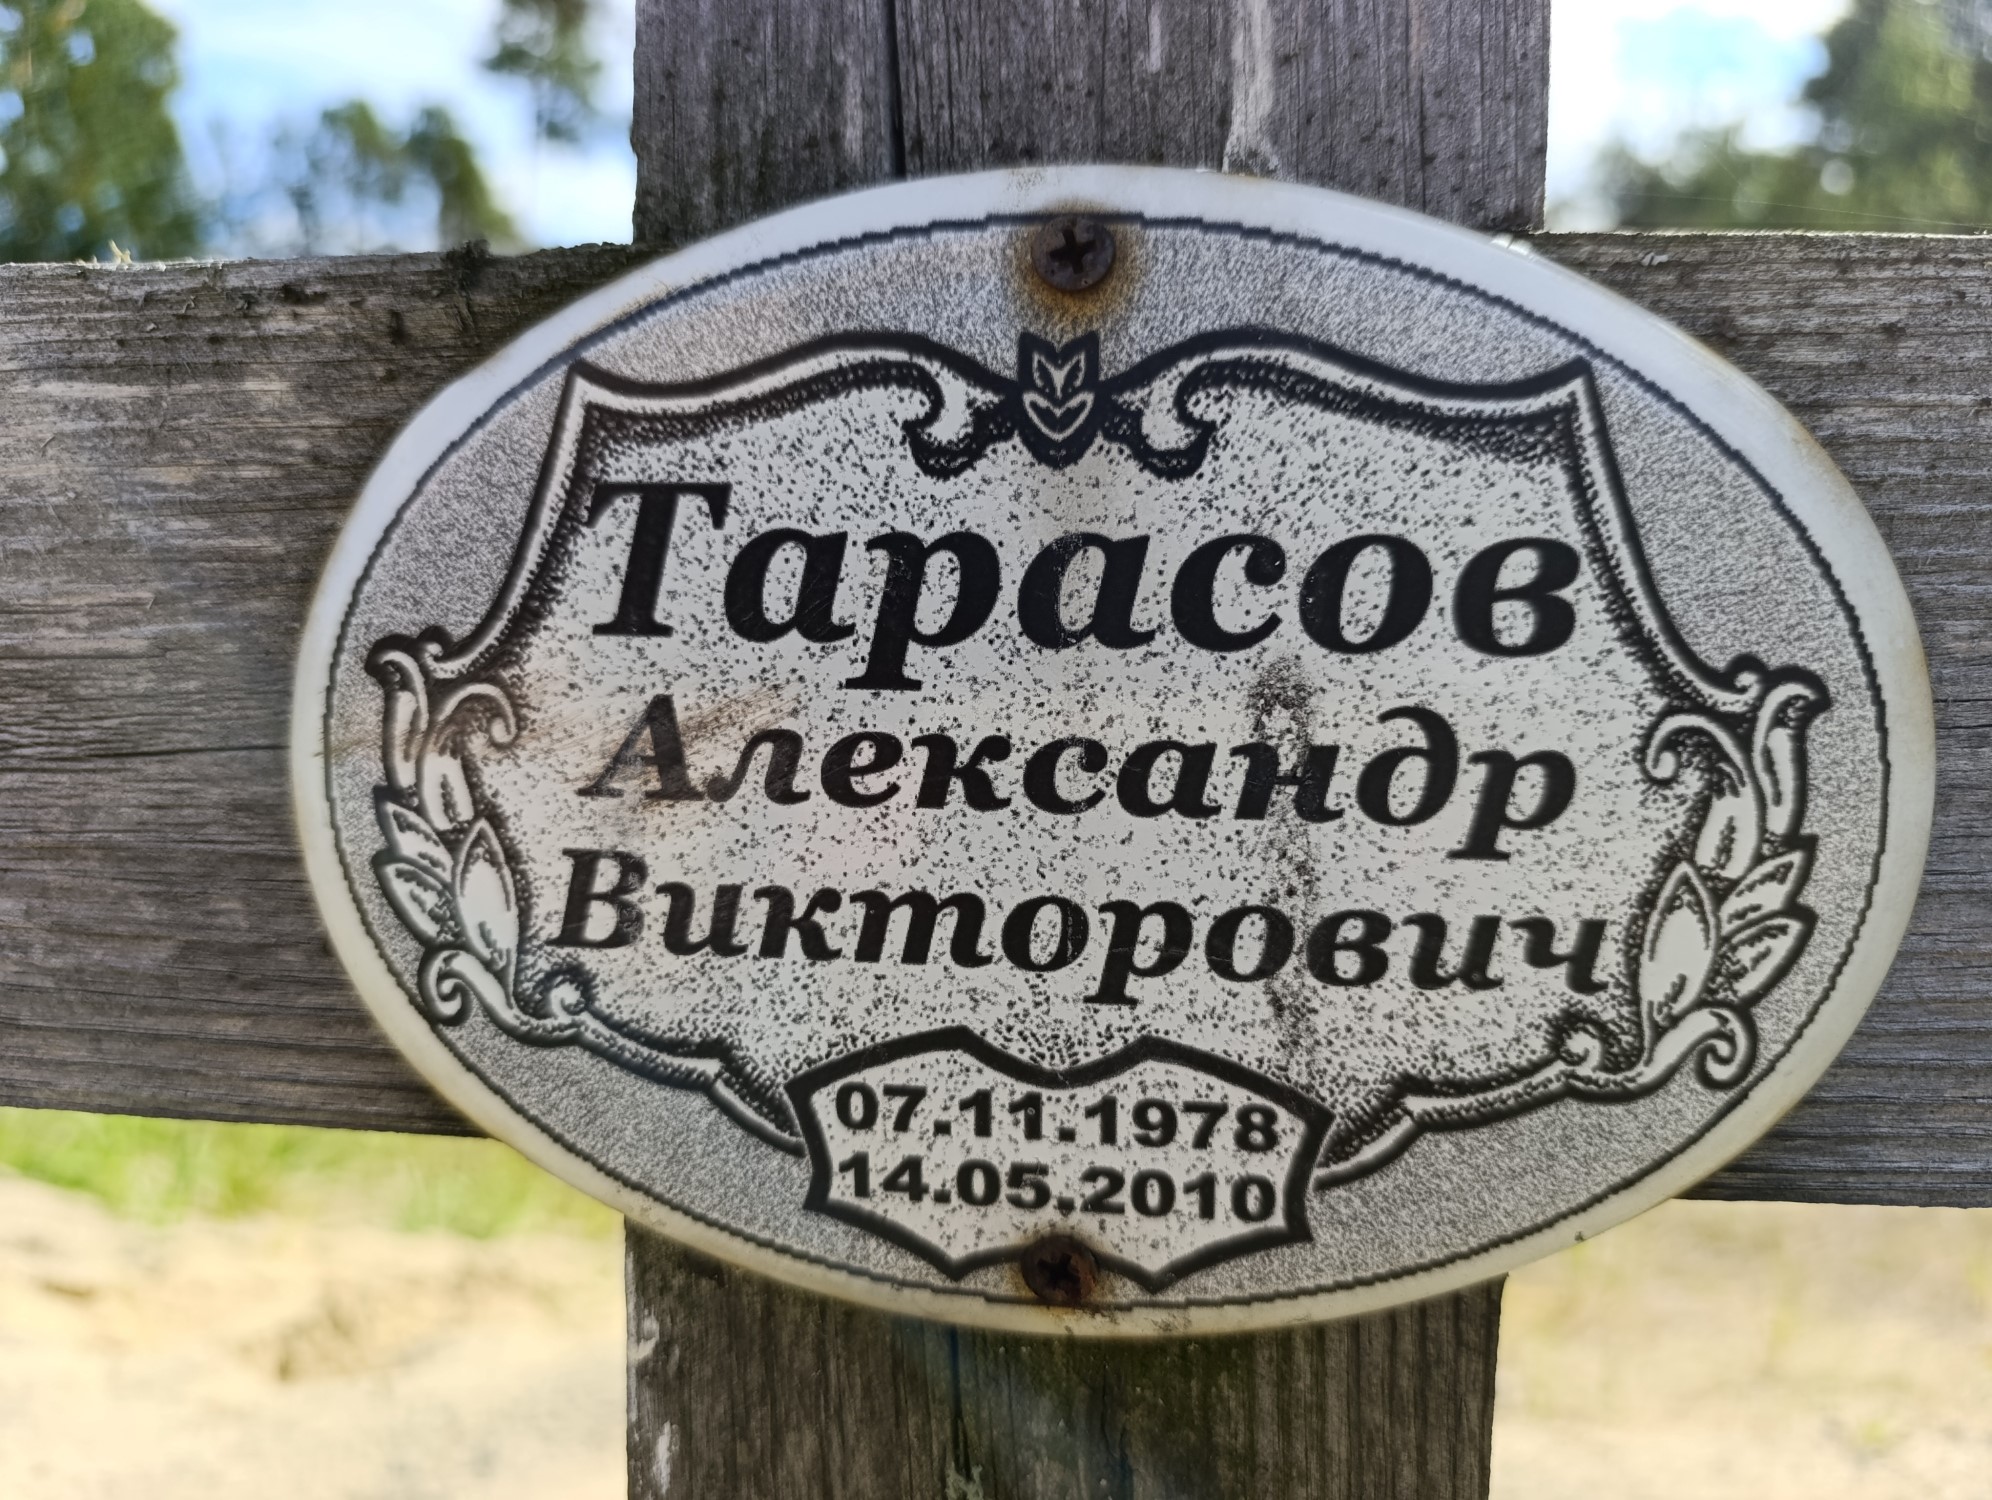 Тарасов
Александр
Викторович
07.11.1978
14.05.2010